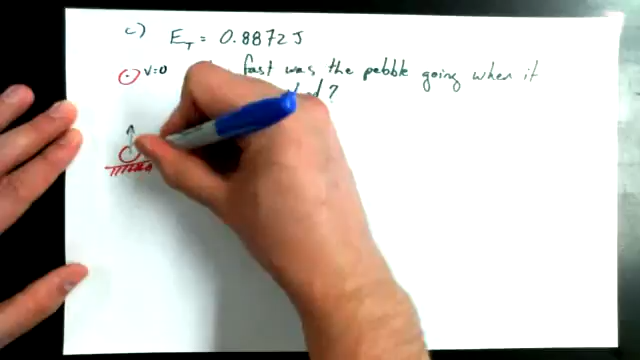 c) E_T = 0.8872 J
v=0 fast was the pebble going when it
?